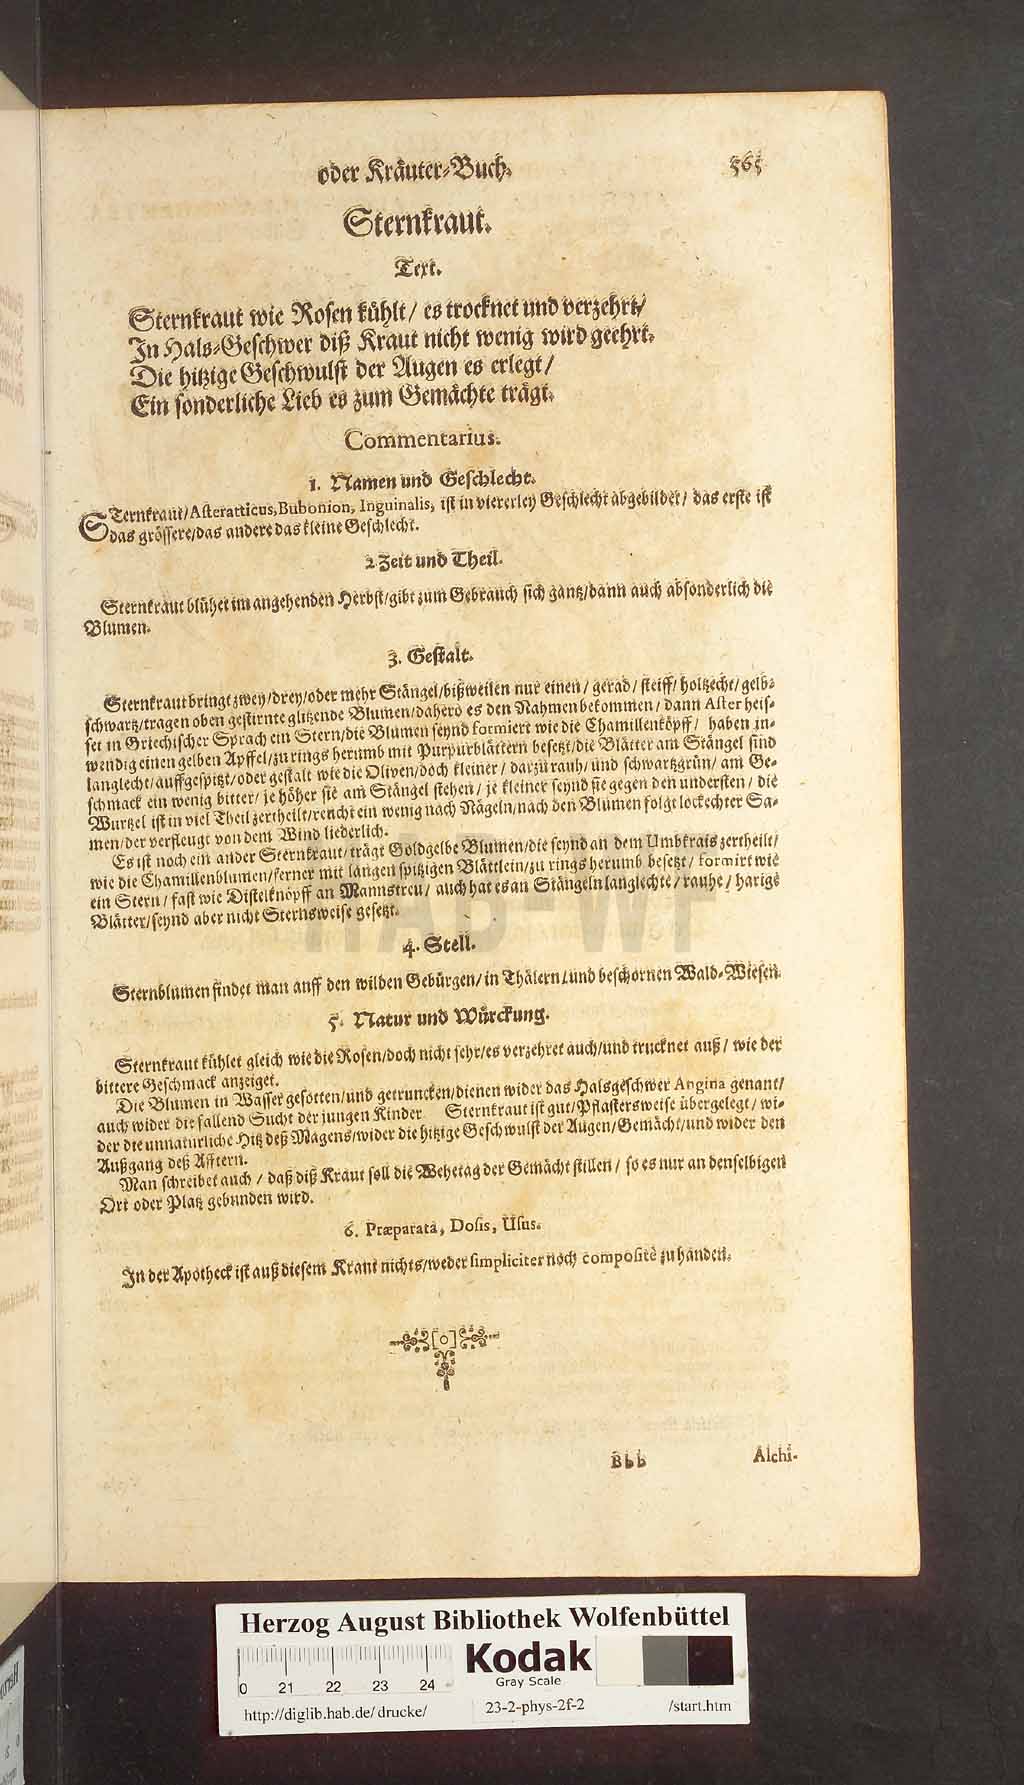 oder Kräuter-Buch. 565
Sternkraut.
Text.
Sternkraut wie Rosen kühlt / es trocknet und verzehrt/
In Hals-Geschwer diß Kraut nicht wenig wird geehrt.
Die hitzige Geschwulst der Augen es erlegt/
Ein sonderliche Lieb es zum Gemächte trägt.
Commentarius.
1. Namen und Geschlecht.
STernkraut/Asteratticus, Bubonion, Inguinalis, ist in viererley Geschlecht abgebildet/ das erste ist
das grössere/das andere das kleine Geschlecht.
2 Zeit und Theil.
Sternkraut blühet im angehenden Herbst/gibt zum Gebrauch sich gantz/dann auch absonderlich die
Blumen.
3. Gestalt.
Sternkraut bringt zwey/drey/oder mehr Stängel/bißweilen nur einen/ gerad/ steiff/ holtzecht/ gelb-
schwartz/tragen oben gestirnte glitzende Blumen/dahero es den Nahmen bekommen/ dann Aster heis-
set in Griechischer Sprach ein Stern/die Blumen seynd formiert wie die Chamillenköpff/ haben in-
wendig einen gelben Apffel/zu rings herumb mit Purpurblättern besetzt/die Blätter am Stängel sind
langlecht/auffgespitzt/oder gestalt wie die Oliven/doch kleiner/ darzu rauh/ und schwartzgrün/ am Ge-
schmack ein wenig bitter/ je höher sie am Stängel stehen/ je kleiner seynd sie gegen den understen/ die
Wurtzel ist in viel Theil zertheilt/reucht ein wenig nach Nägeln/nach den Blumen folgt lockechter Sa-
men/der verfleugt von dem Wind liederlich.
Es ist noch ein ander Sternkraut/ trägt Goldgelbe Blumen/die seynd an dem Umbkrais zertheilt/
wie die Chamillenblumen/ferner mit langen spitzigen Blättlein/zu rings herumb besetzt/ formirt wie
ein Stern/ fast wie Distelknöpff an Mannstreu/ auch hat es an Stängeln langlechte/ rauhe/ harige
Blätter/seynd aber nicht Sternsweise gesetzt.
HAB-WF
4. Stell.
Sternblumen findet man auff den wilden Gebürgen/ in Thälern/und beschornen Wald-Wiesen.
5. Natur und Würckung.
Sternkraut kühlet gleich wie die Rosen/doch nicht sehr/es verzehret auch/und trucknet auß/ wie der
bittere Geschmack anzeiget.
Die Blumen in Wasser gesotten/und getruncken/dienen wider das Halsgeschwer Angina genant/
auch wider die fallend Sucht der jungen Kinder Sternkraut ist gut/Pflastersweise übergelegt/ wi-
der die unnatürliche Hitz deß Magens/wider die hitzige Geschwulst der Augen/Gemächt/und wider den
Außgang deß Afftern.
Man schreibet auch / daß diß Kraut soll die Wehetag der Gemächt stillen/ so es nur an denselbigen
Ort oder Platz gebunden wird.
6. Præparata, Dosis, Usus.
In der Apotheck ist auß diesem Kraut nichts/weder simpliciter noch compositè zu handen.
Bbb Alchi-
Herzog August Bibliothek Wolfenbüttel
0 21 22 23 24
Kodak
Gray Scale
http://diglib.hab.de/drucke/ 23-2-phys-2f-2 /start.htm